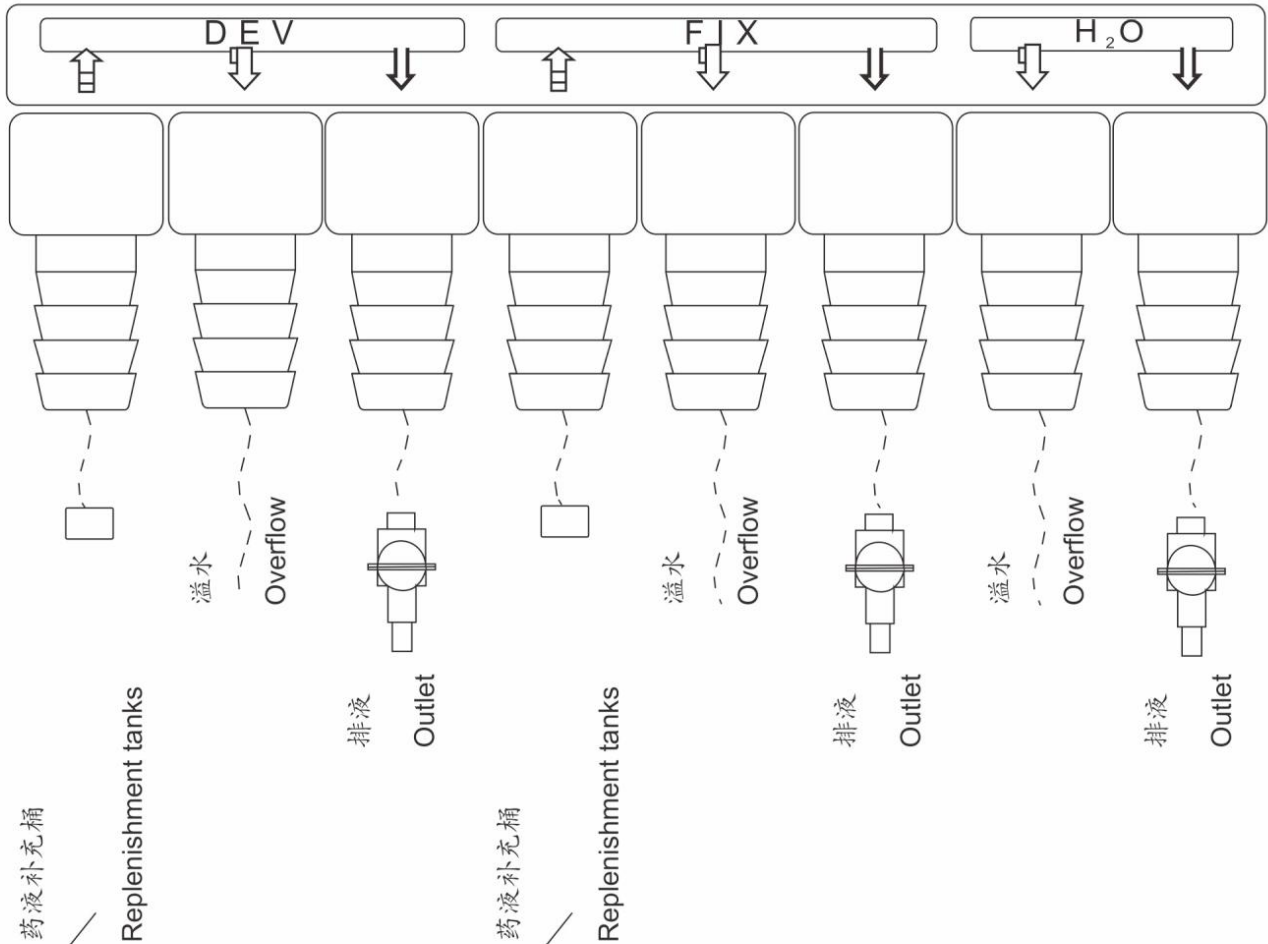 DEV
FIX
H₂O
溢水
Overflow
溢水
Overflow
溢水
Overflow
排液
Outlet
排液
Outlet
排液
Outlet
药液补充桶
Replenishment tanks
药液补充桶
Replenishment tanks